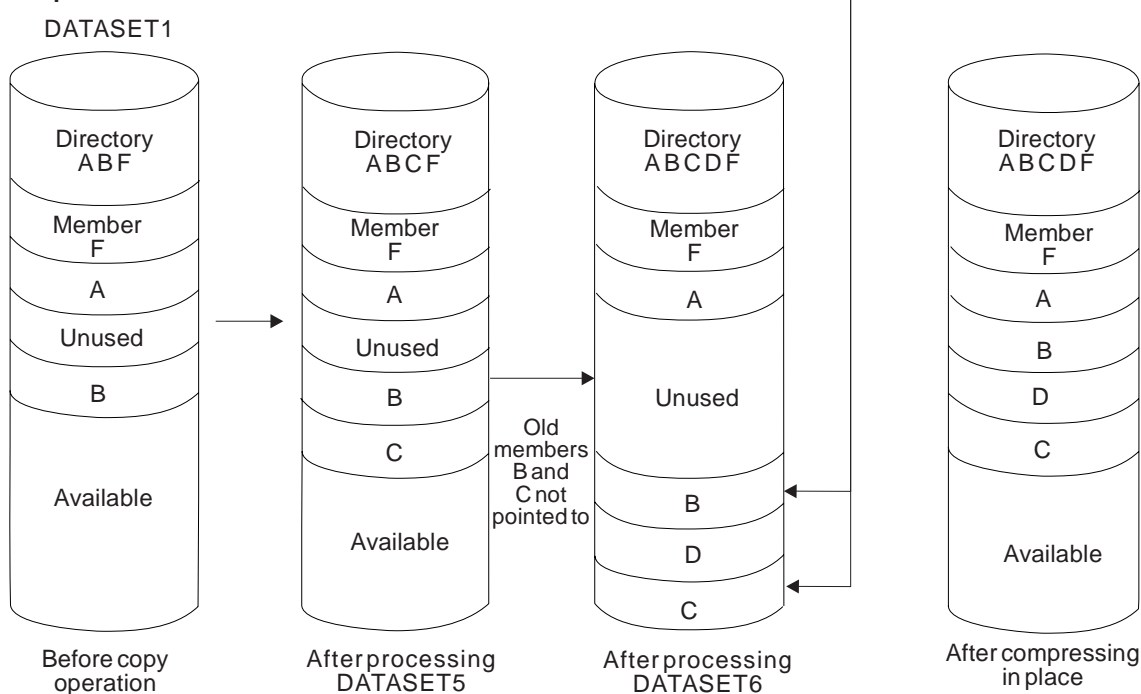 DATASET1
Directory
A B F
Member
F
A
Unused
B
Available
Before copy
operation
Directory
A B C F
Member
F
A
Unused
B
C
Available
After processing
DATASET5
Old
members
B and
C not
pointed to
Directory
A B C D F
Member
F
A
Unused
B
D
C
After processing
DATASET6
Directory
A B C D F
Member
F
A
B
D
C
Available
After compressing
in place